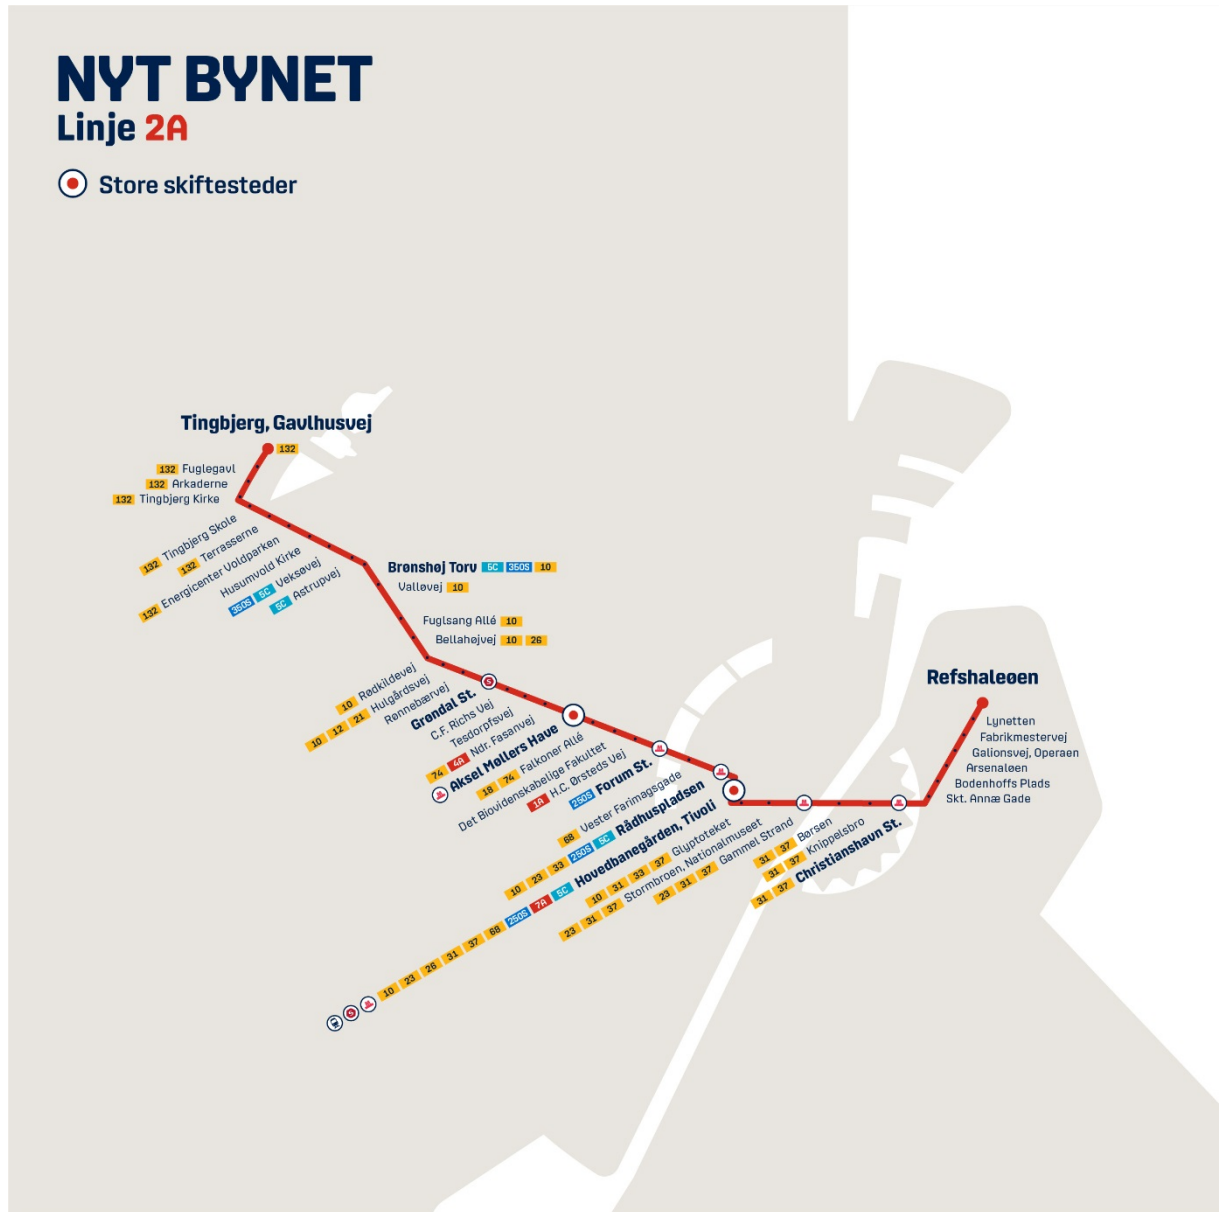 NYT BYNET
Linje 2A
Store skiftesteder
Tingbjerg, Gavlhusvej
132
132 Fuglegavl
132 Arkaderne
132 Tingbjerg Kirke
132 Tingbjerg Skole
132 Terrasserne
132 Energicenter Voldparken
Husumvold Kirke
350S 5C Veksøvej
5C Astrupvej
Brønshøj Torv 5C 350S 10
Valløvej 10
Fuglsang Allé 10
Bellahøjvej 10 26
10 Rødkildevej
10 12 21 Hulgårdsvej
Rønnebærvej
Grøndal St.
C.F. Richs Vej
Tesdorpfsvej
74 4A Ndr. Fasanvej
Aksel Møllers Have
18 74 Falkoner Allé
Det Biovidenskabelige Fakultet
1A H.C. Ørsteds Vej
250S Forum St.
68 Vester Farimagsgade
10 23 33 250S 5C Rådhuspladsen
10 23 26 31 37 68 250S 7A 5C Hovedbanegården, Tivoli
10 31 33 37 Glyptoteket
23 31 37 Stormbroen, Nationalmuseet
23 31 37 Gammel Strand
31 37 Børsen
31 37 Knippelsbro
31 37 Christianshavn St.
Refshaleøen
Lynetten
Fabrikmestervej
Galionsvej, Operaen
Arsenaløen
Bodenhoffs Plads
Skt. Annæ Gade